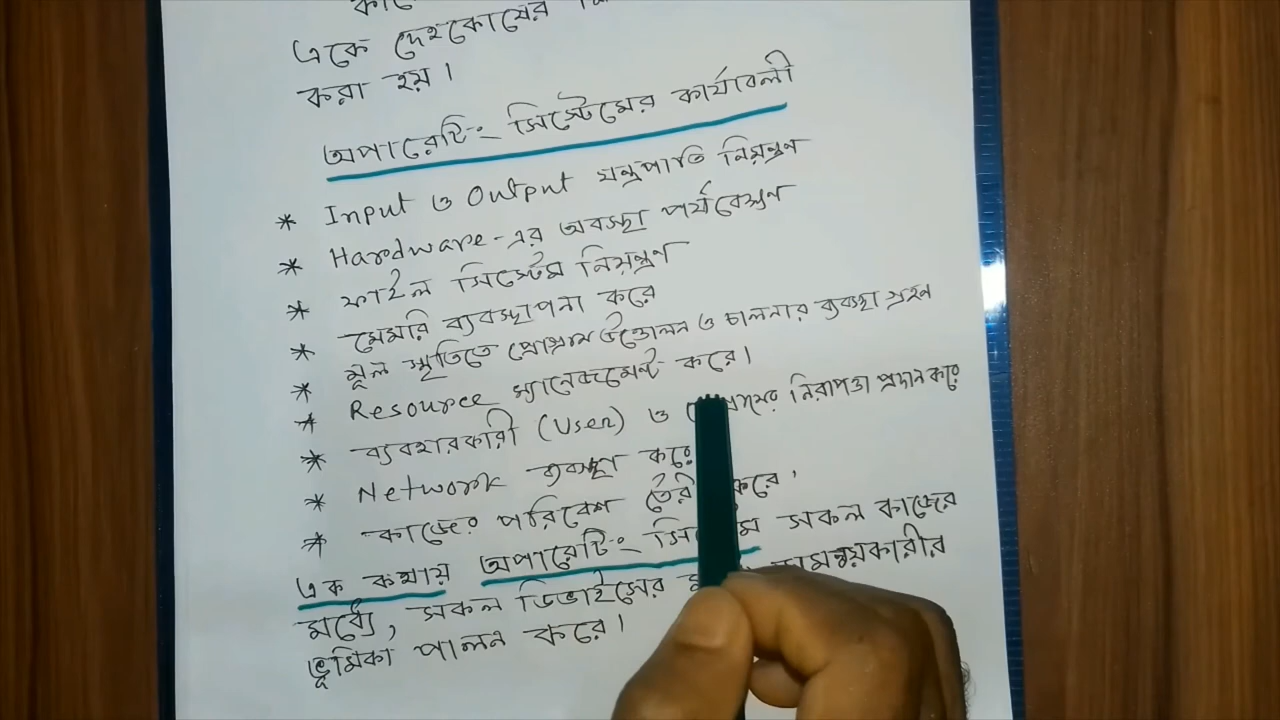 একে দেহকোষের
করা হয়।
অপারেটিং সিস্টেমের কার্যাবলী
* Input ও Output যন্ত্রপাতি নিয়ন্ত্রণ
* Hardware-এর অবস্থা পর্যবেক্ষণ
* ফাইল সিস্টেম নিয়ন্ত্রণ
* মেমরি ব্যবস্থাপনা করে
* মূল স্মৃতিতে প্রোগ্রাম উত্তোলন ও চালনার ব্যবস্থা গ্রহন
* Resource ম্যানেজমেন্ট করে।
* ব্যবহারকারী (User) ও নিরাপত্তা প্রদান করে
* Network ব্যবস্থা করে
* কাজের পরিবেশ তৈরী করে।
এক কথায় অপারেটিং সকল কাজের
মধ্যে, সকল ডিভাইসের সমন্বয়কারীর
ভূমিকা পালন করে।